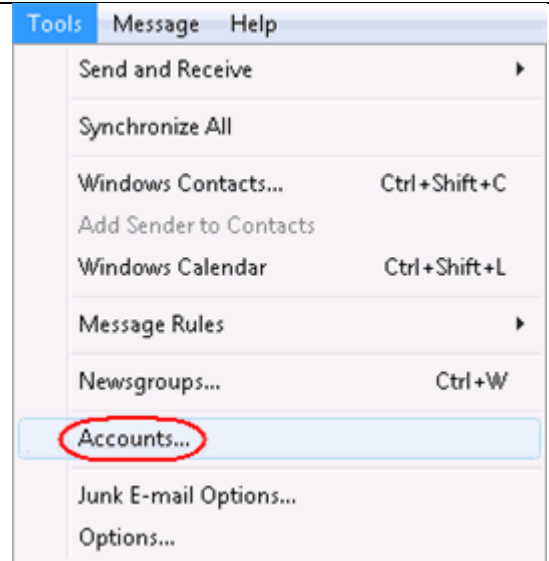 Tools Message Help
Send and Receive
Synchronize All
Windows Contacts... Ctrl+Shift+C
Add Sender to Contacts
Windows Calendar Ctrl+Shift+L
Message Rules
Newsgroups... Ctrl+W
Accounts...
Junk E-mail Options...
Options...